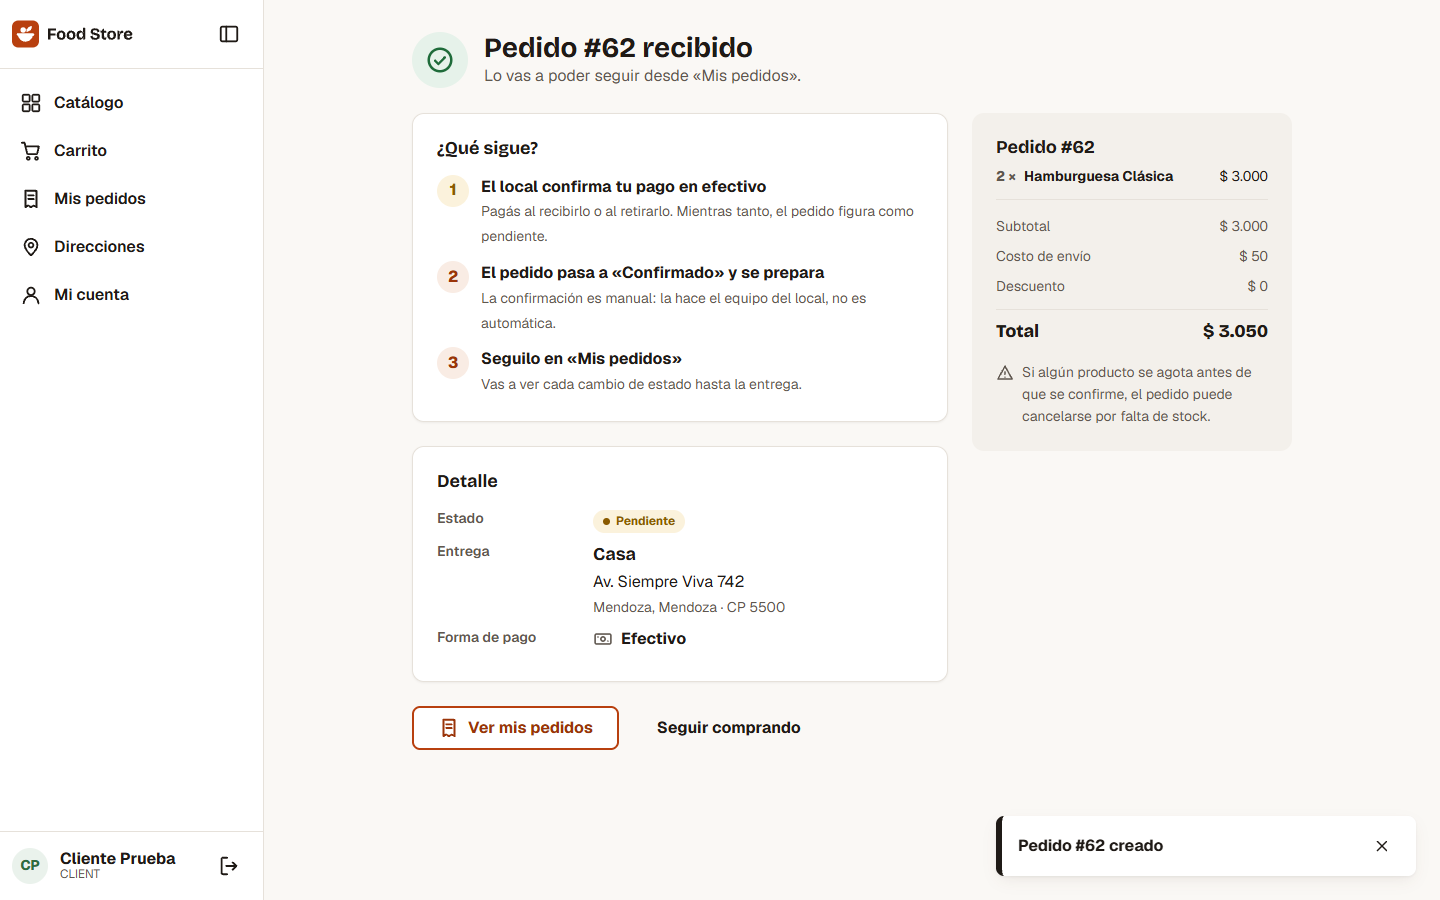 Food Store
Catálogo
Carrito
Mis pedidos
Direcciones
Mi cuenta
CP
Cliente Prueba
CLIENT
Pedido #62 recibido
Lo vas a poder seguir desde «Mis pedidos».
¿Qué sigue?
1
El local confirma tu pago en efectivo
Pagás al recibirlo o al retirarlo. Mientras tanto, el pedido figura como
pendiente.
2
El pedido pasa a «Confirmado» y se prepara
La confirmación es manual: la hace el equipo del local, no es
automática.
3
Seguilo en «Mis pedidos»
Vas a ver cada cambio de estado hasta la entrega.
Detalle
Estado Pendiente
Entrega Casa
Av. Siempre Viva 742
Mendoza, Mendoza · CP 5500
Forma de pago Efectivo
Ver mis pedidos Seguir comprando
Pedido #62
2 × Hamburguesa Clásica $ 3.000
Subtotal $ 3.000
Costo de envío $ 50
Descuento $ 0
Total $ 3.050
Si algún producto se agota antes de
que se confirme, el pedido puede
cancelarse por falta de stock.
Pedido #62 creado